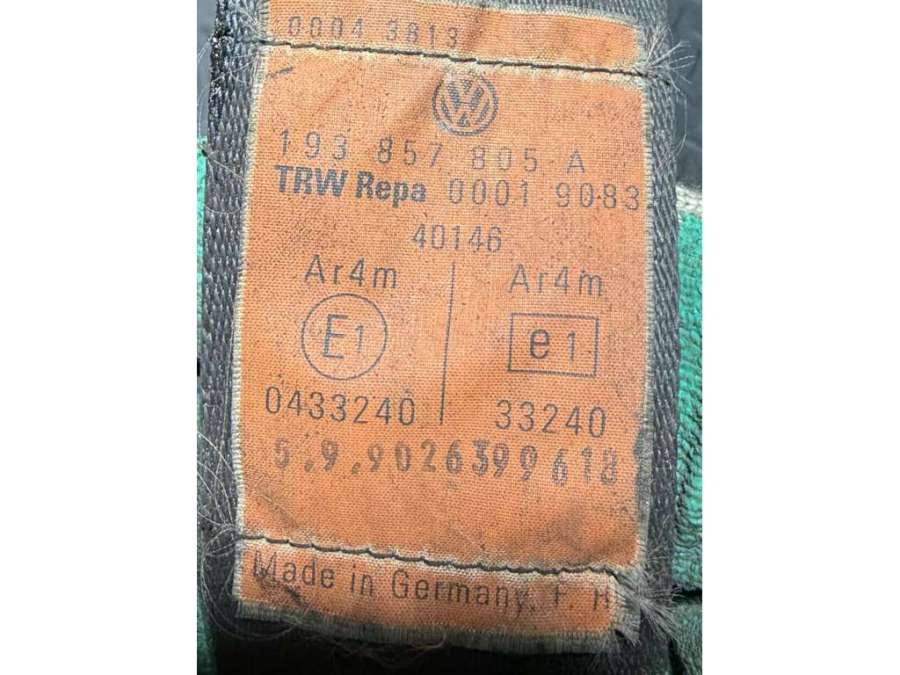 0004 3813
VW
193 857 805 A
TRW Repa 0001 9083
40146
Ar4m Ar4m
E1 e1
0433240 33240
5.9.9026399618
Made in Germany, F. R